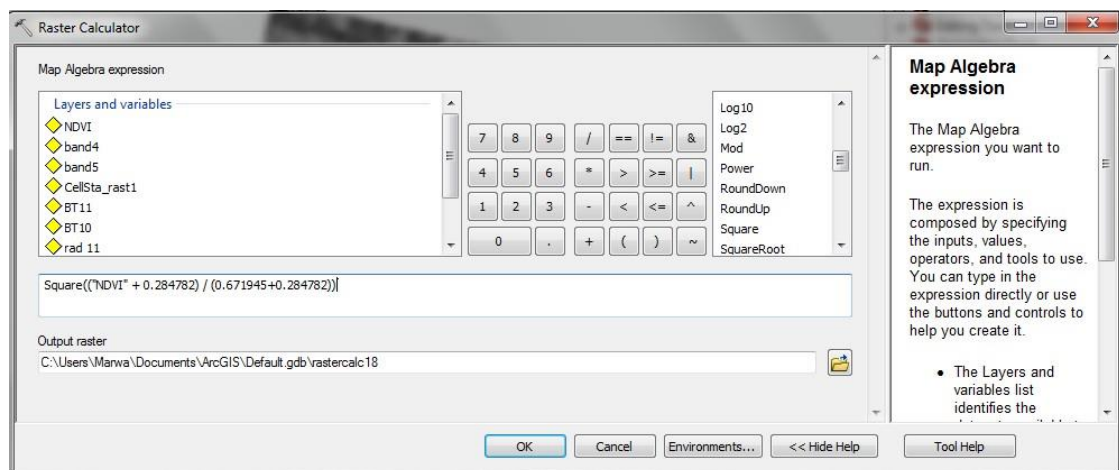 Raster Calculator
Map Algebra expression
Layers and variables
NDVI
band4
band5
CellSta_rast1
BT11
BT10
rad 11
7 8 9 / == != &
4 5 6 * > >= |
1 2 3 - < <= ^
0 . + ( ) ~
Log10
Log2
Mod
Power
RoundDown
RoundUp
Square
SquareRoot
Square(("NDVI" + 0.284782) / (0.671945+0.284782))
Output raster
C:\Users\Marwa\Documents\ArcGIS\Default.gdb\rastercalc18
OK Cancel Environments... << Hide Help Tool Help
Map Algebra
expression
The Map Algebra
expression you want to
run.
The expression is
composed by specifying
the inputs, values,
operators, and tools to use.
You can type in the
expression directly or use
the buttons and controls to
help you create it.
• The Layers and
variables list
identifies the